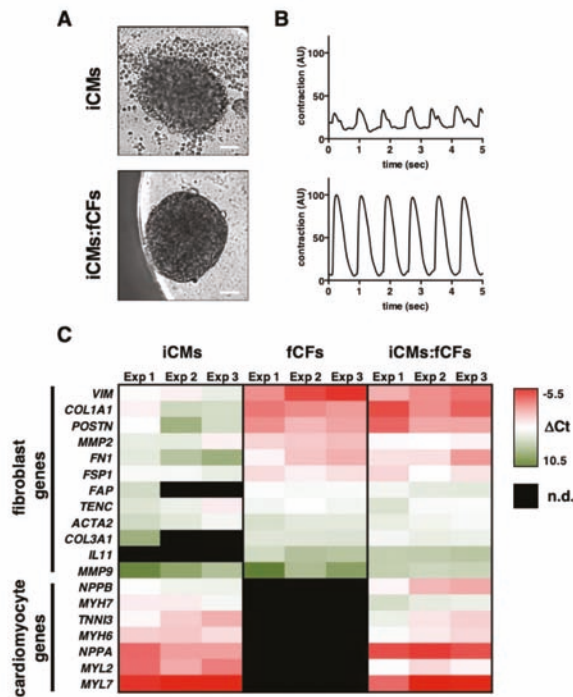 A
B
iCMs
contraction (AU)
100
50
0
0 1 2 3 4 5
time (sec)
iCMs:fCFs
contraction (AU)
100
50
0
0 1 2 3 4 5
time (sec)
C
iCMs fCFs iCMs:fCFs
Exp 1 Exp 2 Exp 3 Exp 1 Exp 2 Exp 3 Exp 1 Exp 2 Exp 3
fibroblast
genes
VIM
COL1A1
POSTN
MMP2
FN1
FSP1
FAP
TENC
ACTA2
COL3A1
IL11
MMP9
cardiomyocyte
genes
NPPB
MYH7
TNNI3
MYH6
NPPA
MYL2
MYL7
-5.5
ΔCt
10.5
n.d.